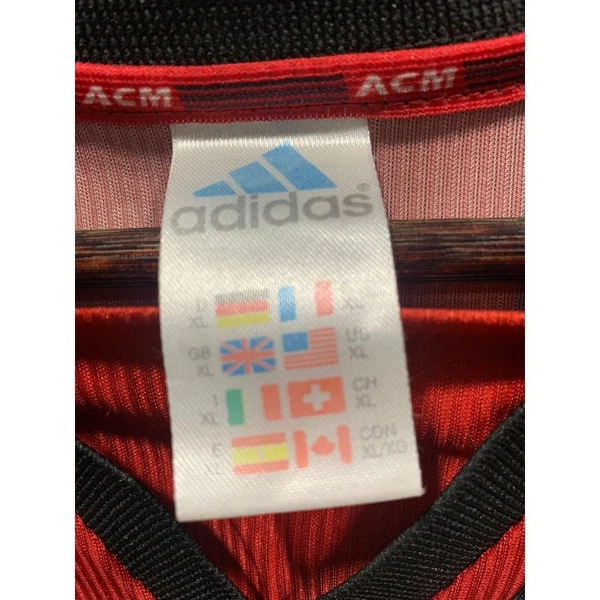 ACM ACM
adidas®
D XL XL
GB XL US XL
I XL CH XL
E XL CDN XL/XG